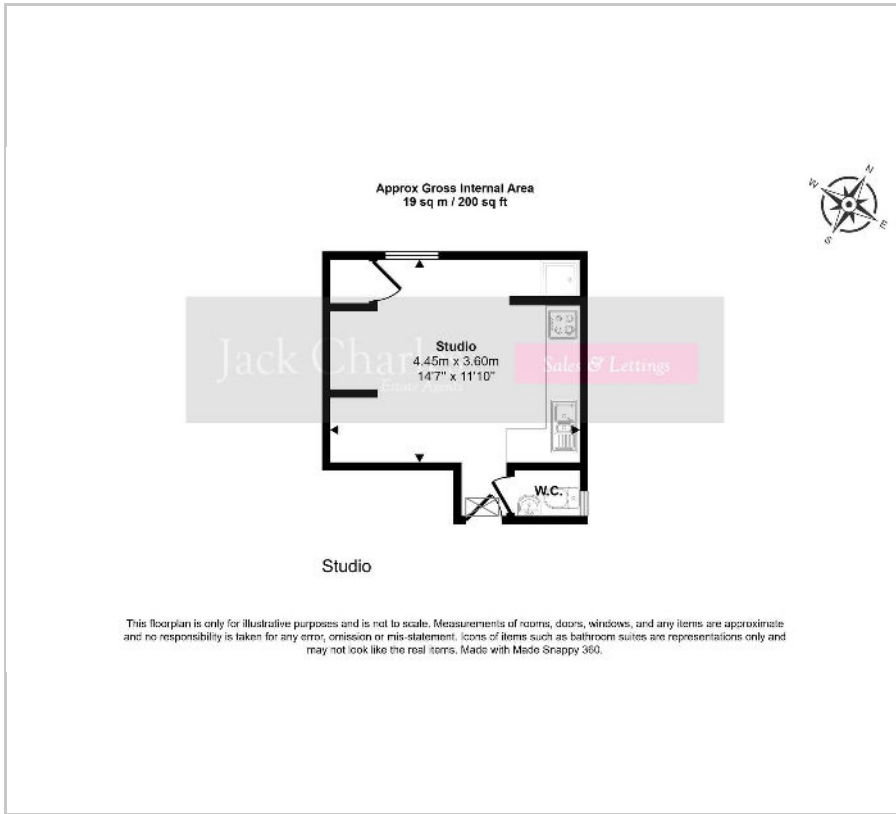 Approx Gross Internal Area
19 sq m / 200 sq ft
N
W
E
S
Studio
4.45m x 3.60m
14'7" x 11'10"
Jack
Estate Agents
Sales & Lettings
W.C.
Studio
This floorplan is only for illustrative purposes and is not to scale. Measurements of rooms, doors, windows, and any items are approximate
and no responsibility is taken for any error, omission or mis-statement. Icons of items such as bathroom suites are representations only and
may not look like the real items. Made with Made Snappy 360.